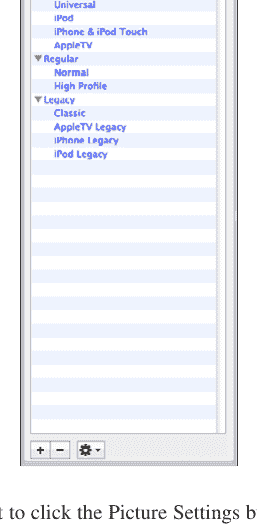 Universal
iPod
iPhone & iPod Touch
AppleTV
Regular
Normal
High Profile
Legacy
Classic
AppleTV Legacy
iPhone Legacy
iPod Legacy
+ −
t to click the Picture Settings b